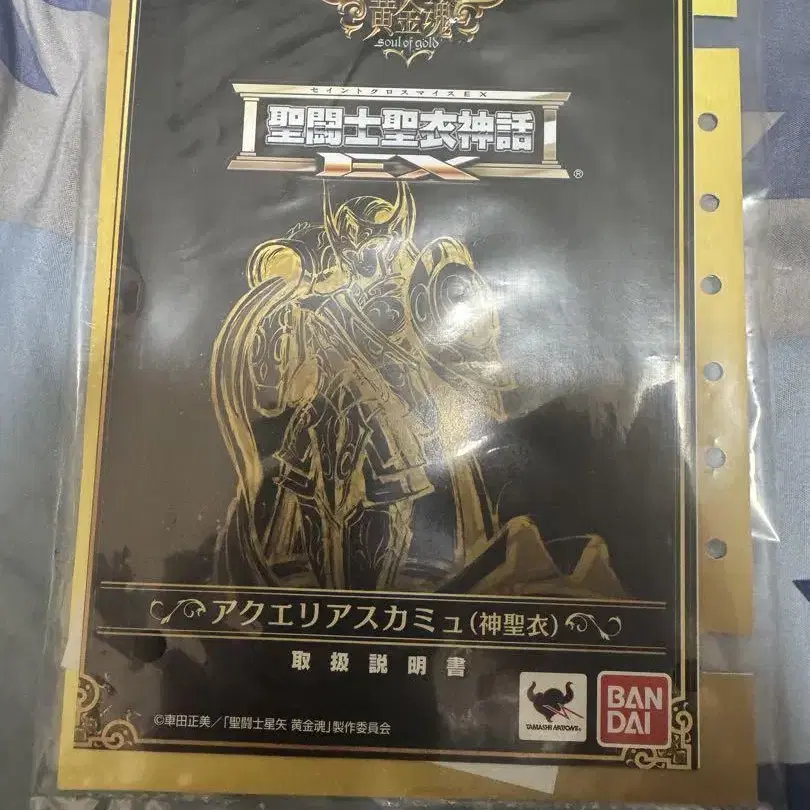 黄金魂
soul of gold
セイントクロスマイスEX
聖闘士聖衣神話
EX
®
アクエリアスカミュ(神聖衣)
取扱説明書
©車田正美/「聖闘士星矢 黄金魂」製作委員会
TAMASHII NATIONS
BAN
DAI